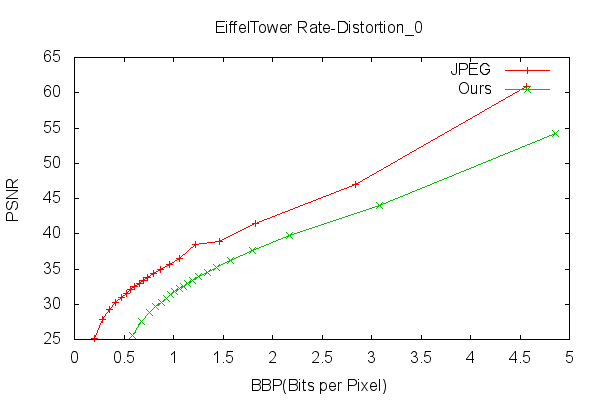 EiffelTower Rate-Distortion_0
65
60
55
50
45
40
35
30
25
PSNR
JPEG
Ours
0 0.5 1 1.5 2 2.5 3 3.5 4 4.5 5
BBP(Bits per Pixel)